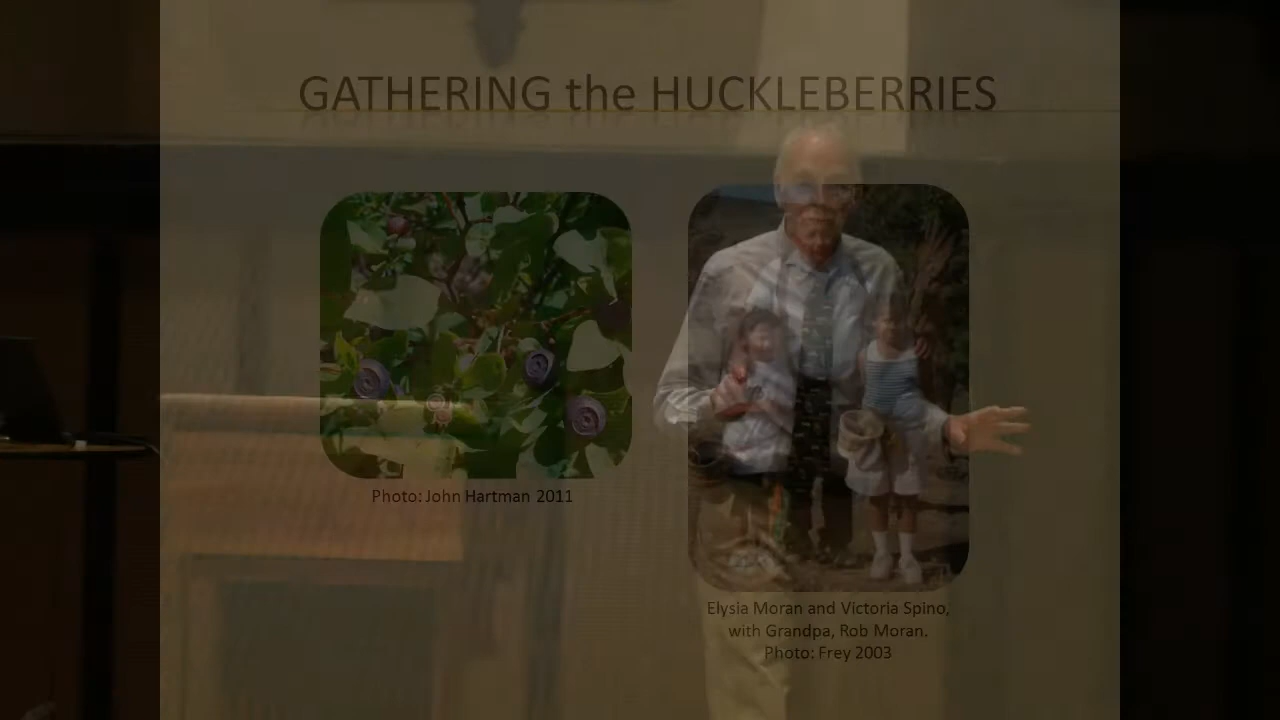 GATHERING the HUCKLEBERRIES
Photo: John Hartman 2011
Elysia Moran and Victoria Spino,
with Grandpa, Rob Moran.
Photo: Frey 2003